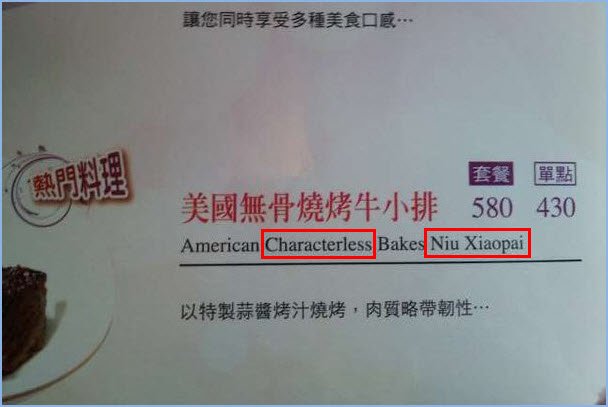 讓您同時享受多種美食口感…
熱門料理
套餐 單點
美國無骨燒烤牛小排 580 430
American Characterless Bakes Niu Xiaopai
以特製蒜醬烤汁燒烤，肉質略帶韌性…